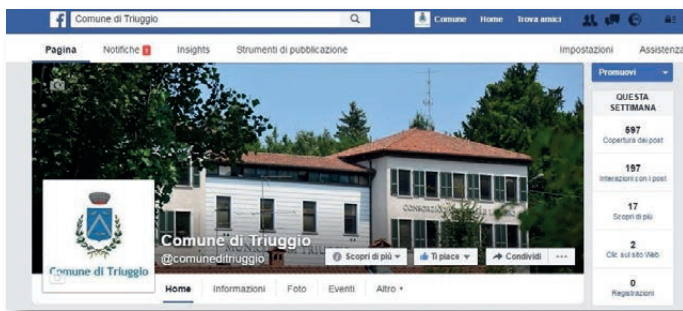 Comune di Triuggio
Comune Home Trova amici
Pagina Notifiche Insights Strumenti di pubblicazione Impostazioni Assistenza
Promuovi
QUESTA
SETTIMANA
597
Copertura dei post
197
Interazioni con i post
17
Scopri di più
2
Clic sul sito Web
0
Registrazioni
CONSORZIO
Comune di Triuggio
Comune di Triuggio
@comuneditriuggio
Scopri di più Ti piace Condividi
Home Informazioni Foto Eventi Altro